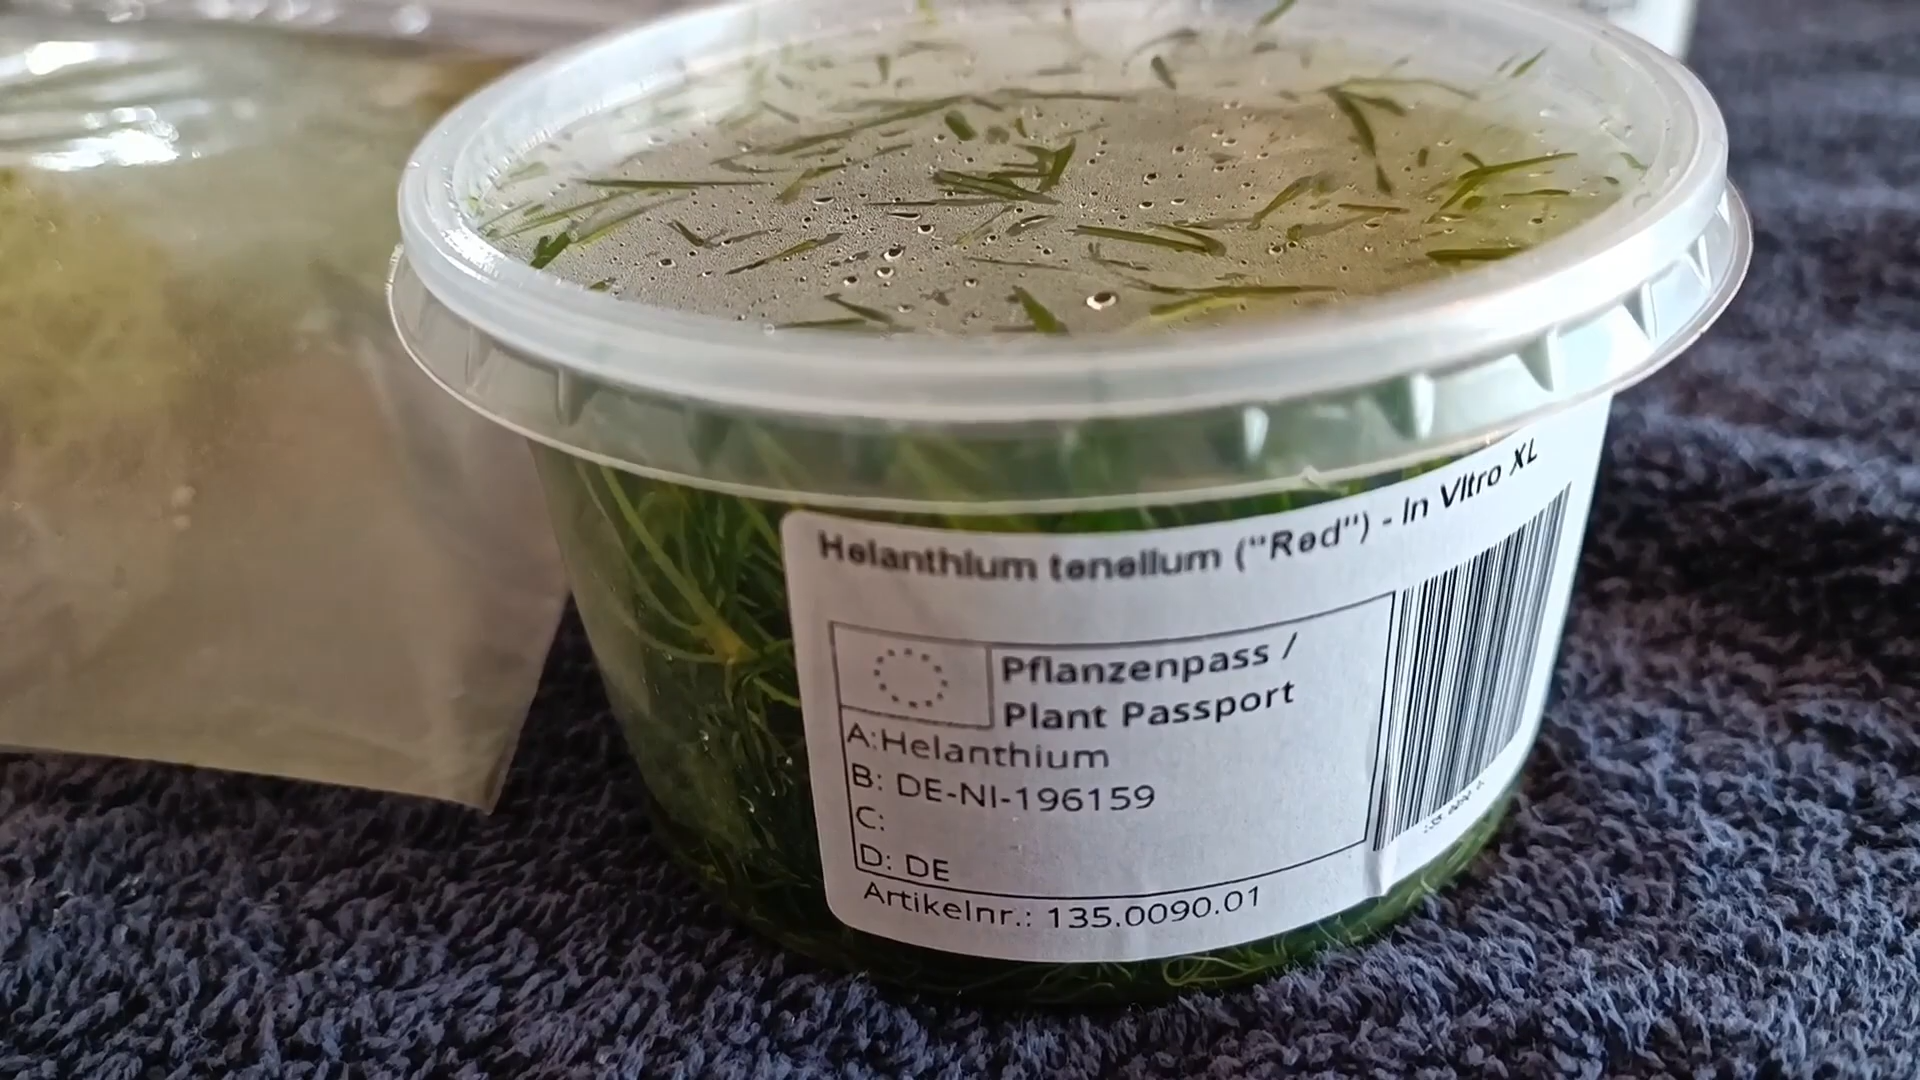 Helanthium tenellum ("Red") - In Vitro XL
Pflanzenpass /
Plant Passport
A:Helanthium
B: DE-NI-196159
C:
D: DE
Artikelnr.: 135.0090.01